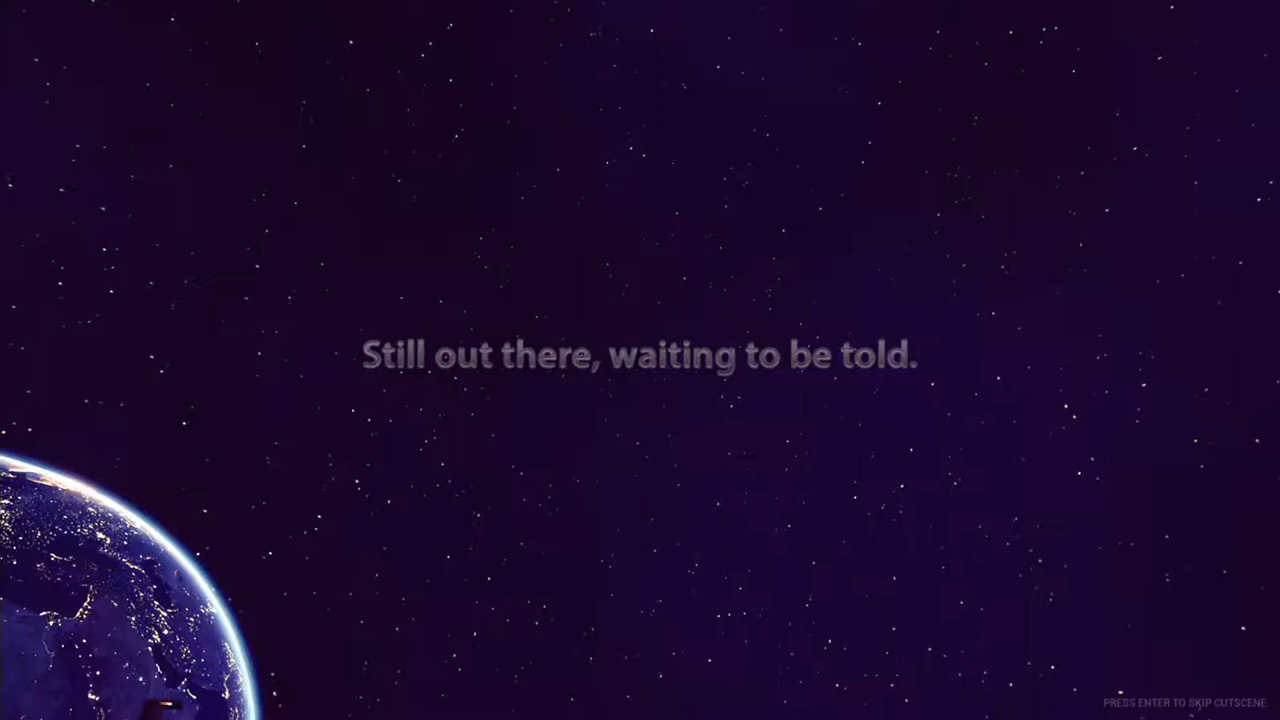 Still out there, waiting to be told.
PRESS ENTER TO SKIP CUTSCENE